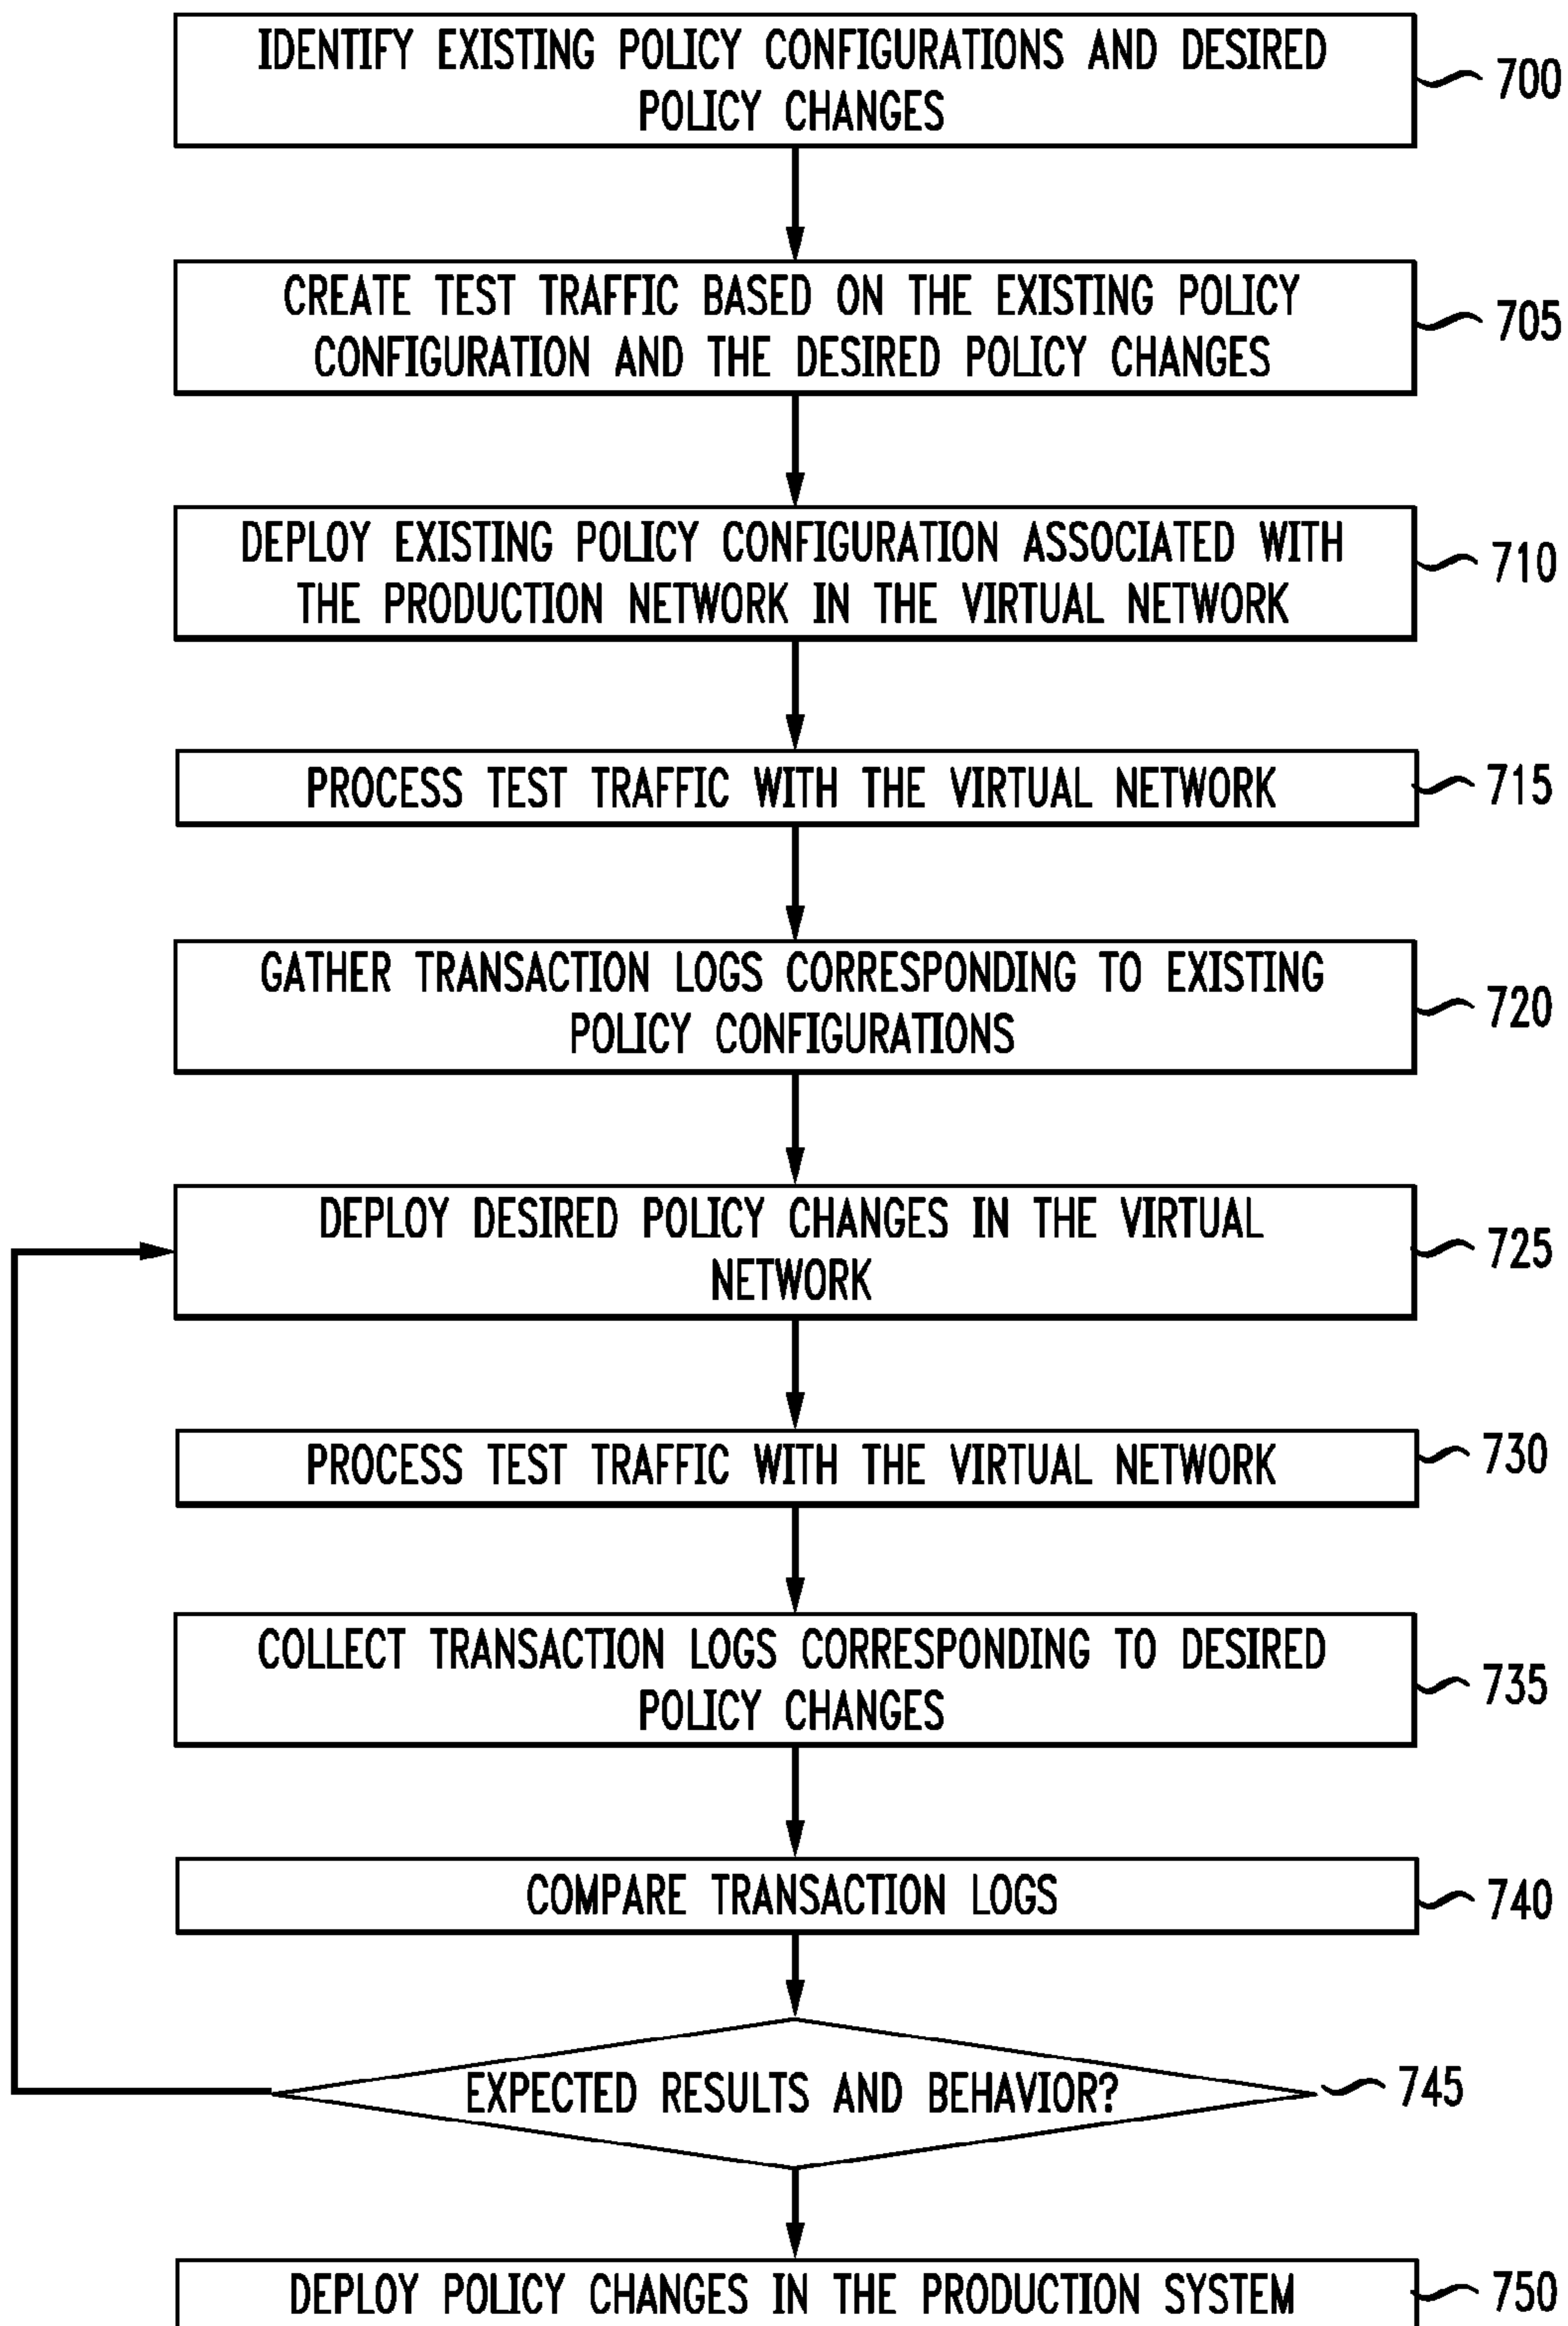 IDENTIFY EXISTING POLICY CONFIGURATIONS AND DESIRED
POLICY CHANGES
700
CREATE TEST TRAFFIC BASED ON THE EXISTING POLICY
CONFIGURATION AND THE DESIRED POLICY CHANGES
705
DEPLOY EXISTING POLICY CONFIGURATION ASSOCIATED WITH
THE PRODUCTION NETWORK IN THE VIRTUAL NETWORK
710
PROCESS TEST TRAFFIC WITH THE VIRTUAL NETWORK
715
GATHER TRANSACTION LOGS CORRESPONDING TO EXISTING
POLICY CONFIGURATIONS
720
DEPLOY DESIRED POLICY CHANGES IN THE VIRTUAL
NETWORK
725
PROCESS TEST TRAFFIC WITH THE VIRTUAL NETWORK
730
COLLECT TRANSACTION LOGS CORRESPONDING TO DESIRED
POLICY CHANGES
735
COMPARE TRANSACTION LOGS
740
EXPECTED RESULTS AND BEHAVIOR?
745
DEPLOY POLICY CHANGES IN THE PRODUCTION SYSTEM
750